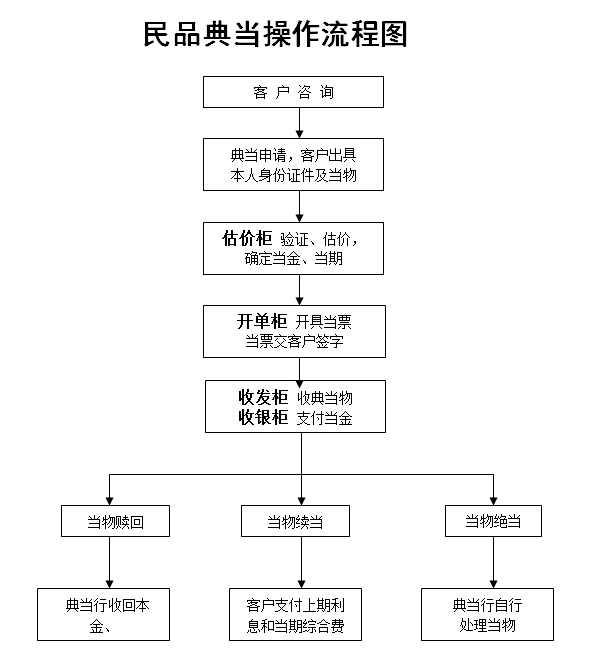 民品典当操作流程图
客 户 咨 询
典当申请，客户出具
本人身份证件及当物
估价柜 验证、估价，
确定当金、当期
开单柜 开具当票
当票交客户签字
收发柜 收典当物
收银柜 支付当金
当物赎回
当物续当
当物绝当
典当行收回本
金、
客户支付上期利
息和当期综合费
典当行自行
处理当物